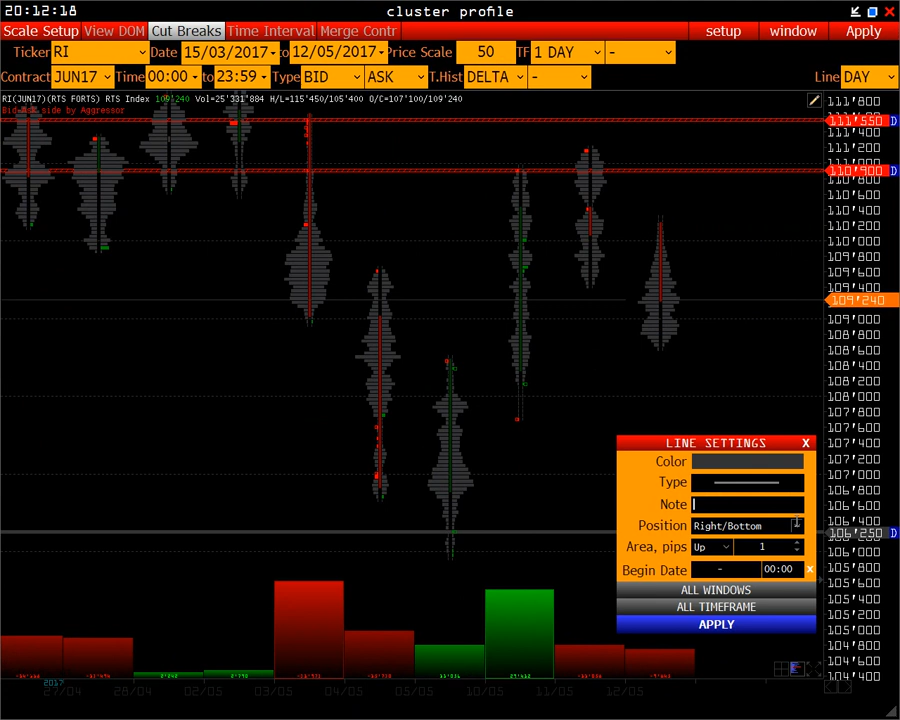 20:12:18 cluster profile
Scale Setup View DOM Cut Breaks Time Interval Merge Contr setup window Apply
Ticker RI Date 15/03/2017 to 12/05/2017 Price Scale 50 TF 1 DAY -
Contract JUN17 Time 00:00 to 23:59 Type BID ASK T.Hist DELTA - Line DAY
RI(JUN17)(RTS FORTS) RTS Index 109'240 Vol=25'331'884 H/L=115'450/105'400 O/C=107'100/109'240
Bid-Ask side by Aggressor
111'800
111'550 D
111'400
111'200
111'000
110'900 D
110'800
110'600
110'400
110'200
110'000
109'800
109'600
109'400
109'240
109'000
108'800
108'600
108'400
108'200
108'000
107'800
107'600
107'400
107'200
107'000
106'800
106'600
106'400
106'250 D
106'000
105'800
105'600
105'400
105'200
105'000
104'800
104'600
104'400
LINE SETTINGS X
Color
Type
Note
Position Right/Bottom
Area, pips Up 1
Begin Date - 00:00 x
ALL WINDOWS
ALL TIMEFRAME
APPLY
2017
27/04 28/04 02/05 03/05 04/05 05/05 10/05 11/05 12/05